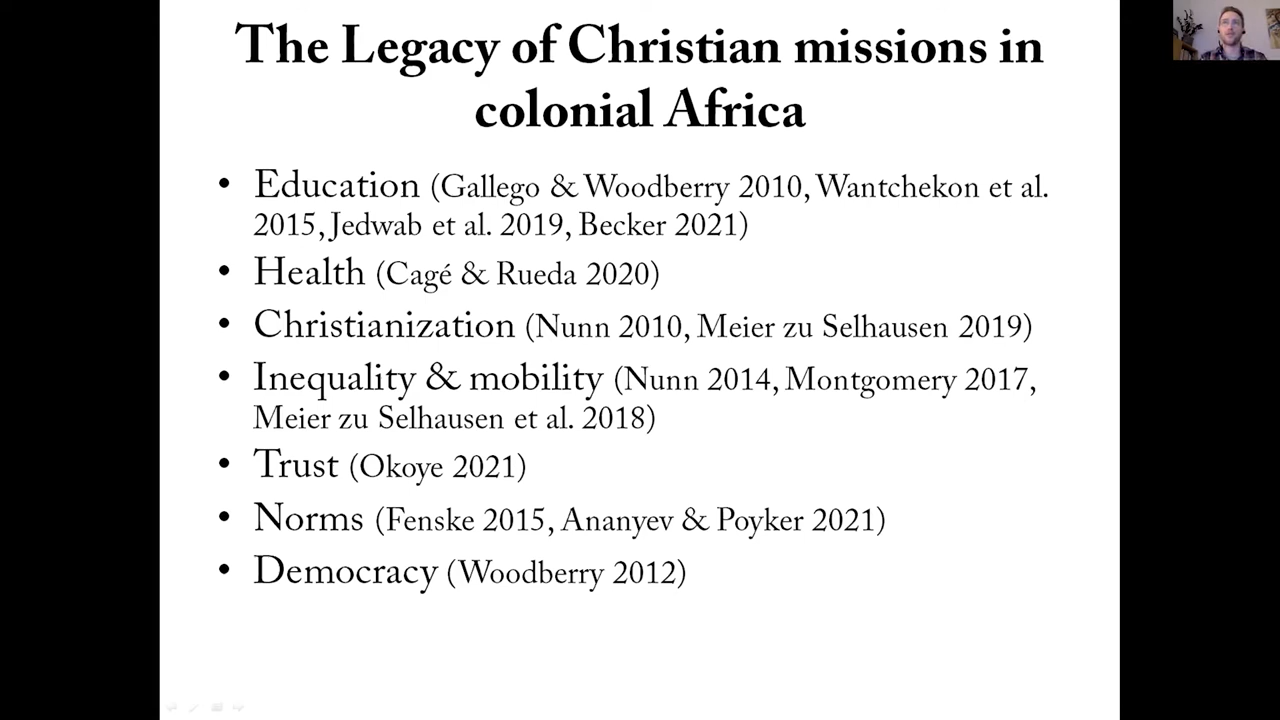 The Legacy of Christian missions in
colonial Africa
• Education (Gallego & Woodberry 2010, Wantchekon et al.
2015, Jedwab et al. 2019, Becker 2021)
• Health (Cagé & Rueda 2020)
• Christianization (Nunn 2010, Meier zu Selhausen 2019)
• Inequality & mobility (Nunn 2014, Montgomery 2017,
Meier zu Selhausen et al. 2018)
• Trust (Okoye 2021)
• Norms (Fenske 2015, Ananyev & Poyker 2021)
• Democracy (Woodberry 2012)